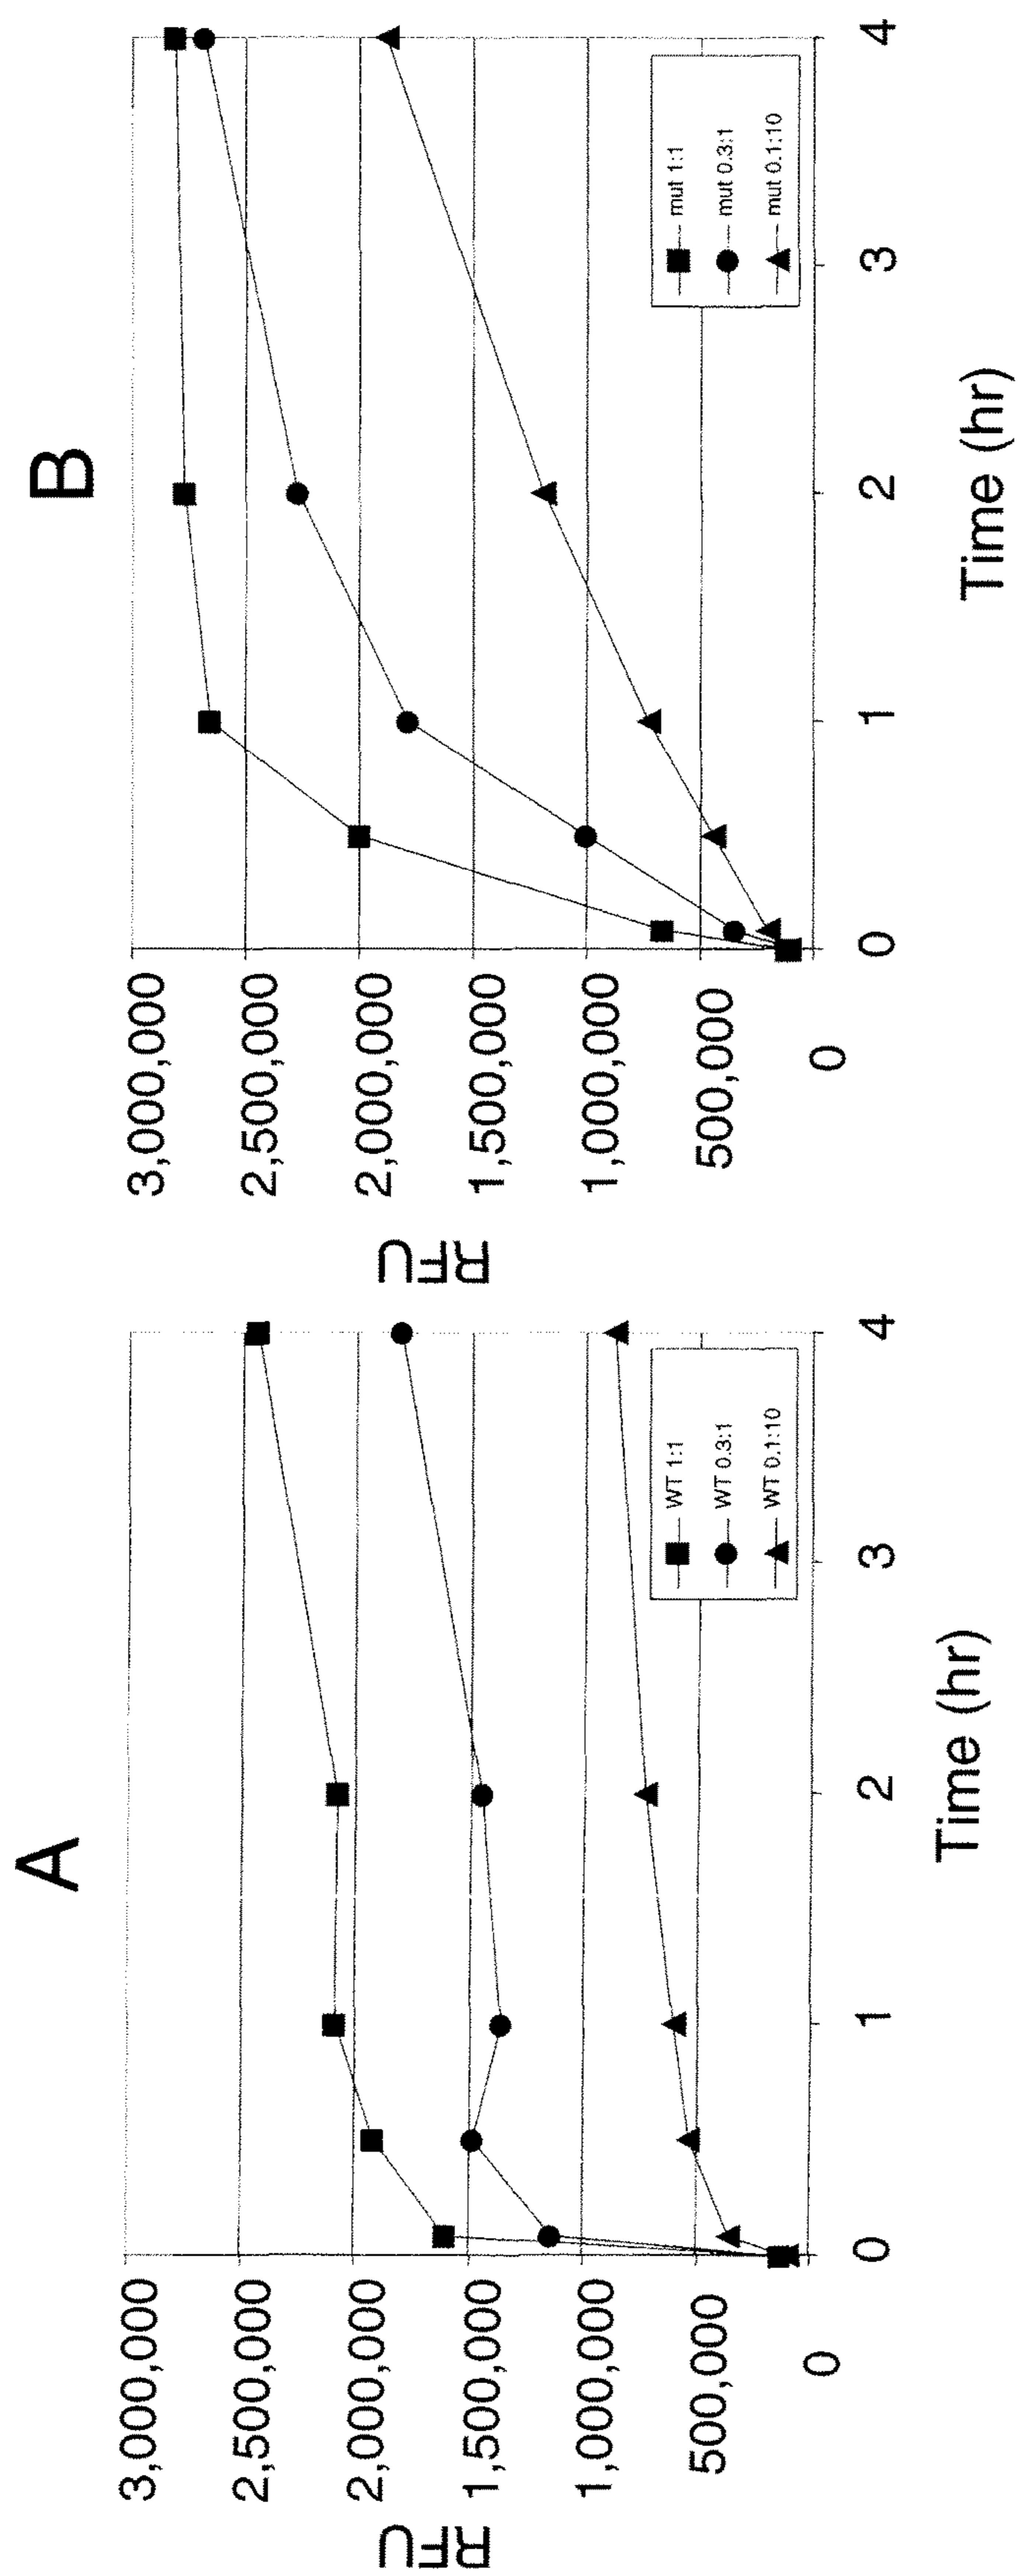 A
RFU
3,000,000
2,500,000
2,000,000
1,500,000
1,000,000
500,000
0
0
1
2
3
4
Time (hr)
WT 1:1
WT 0.3:1
WT 0.1:10
B
RFU
3,000,000
2,500,000
2,000,000
1,500,000
1,000,000
500,000
0
0
1
2
3
4
Time (hr)
mut 1:1
mut 0.3:1
mut 0.1:10